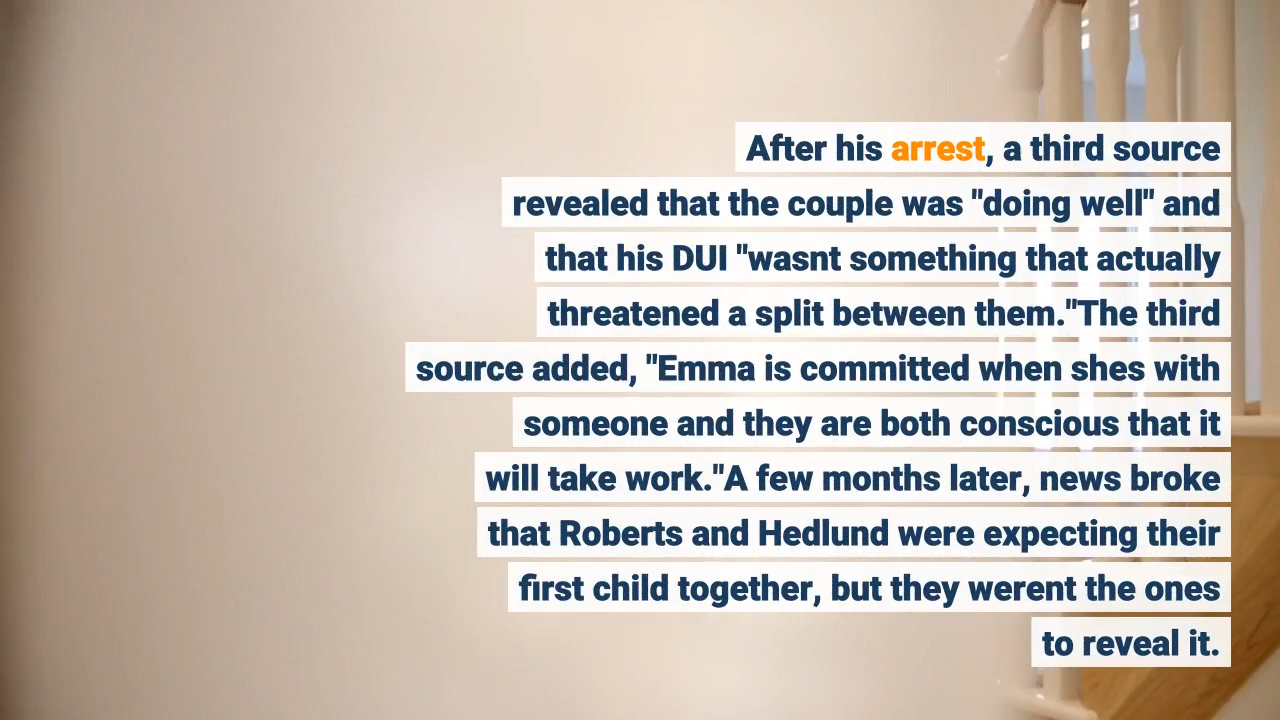 After his arrest, a third source
revealed that the couple was "doing well" and
that his DUI "wasnt something that actually
threatened a split between them."The third
source added, "Emma is committed when shes with
someone and they are both conscious that it
will take work."A few months later, news broke
that Roberts and Hedlund were expecting their
first child together, but they werent the ones
to reveal it.